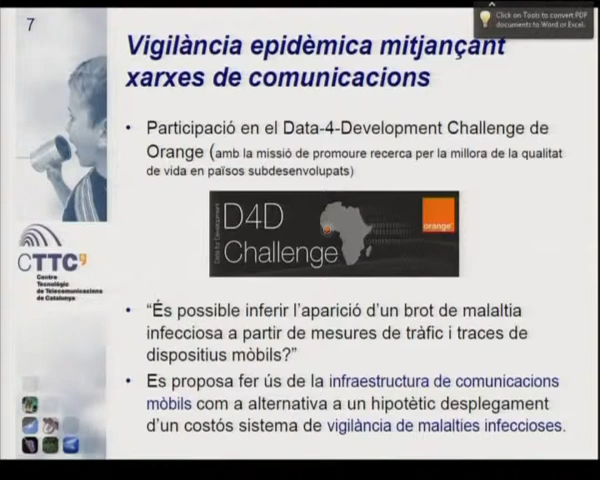 7
Click on Tools to convert PDF
documents to Word or Excel.
Vigilància epidèmica mitjançant
xarxes de comunicacions
• Participació en el Data-4-Development Challenge de
Orange (amb la missió de promoure recerca per la millora de la qualitat
de vida en països subdesenvolupats)
Data for Development
D4D
Challenge
orange
CTTC
Centre
Tecnològic
de Telecomunicacions
de Catalunya
• “És possible inferir l’aparició d’un brot de malaltia
infecciosa a partir de mesures de tràfic i traces de
dispositius mòbils?”
• Es proposa fer ús de la infraestructura de comunicacions
mòbils com a alternativa a un hipotètic desplegament
d’un costós sistema de vigilància de malalties infeccioses.